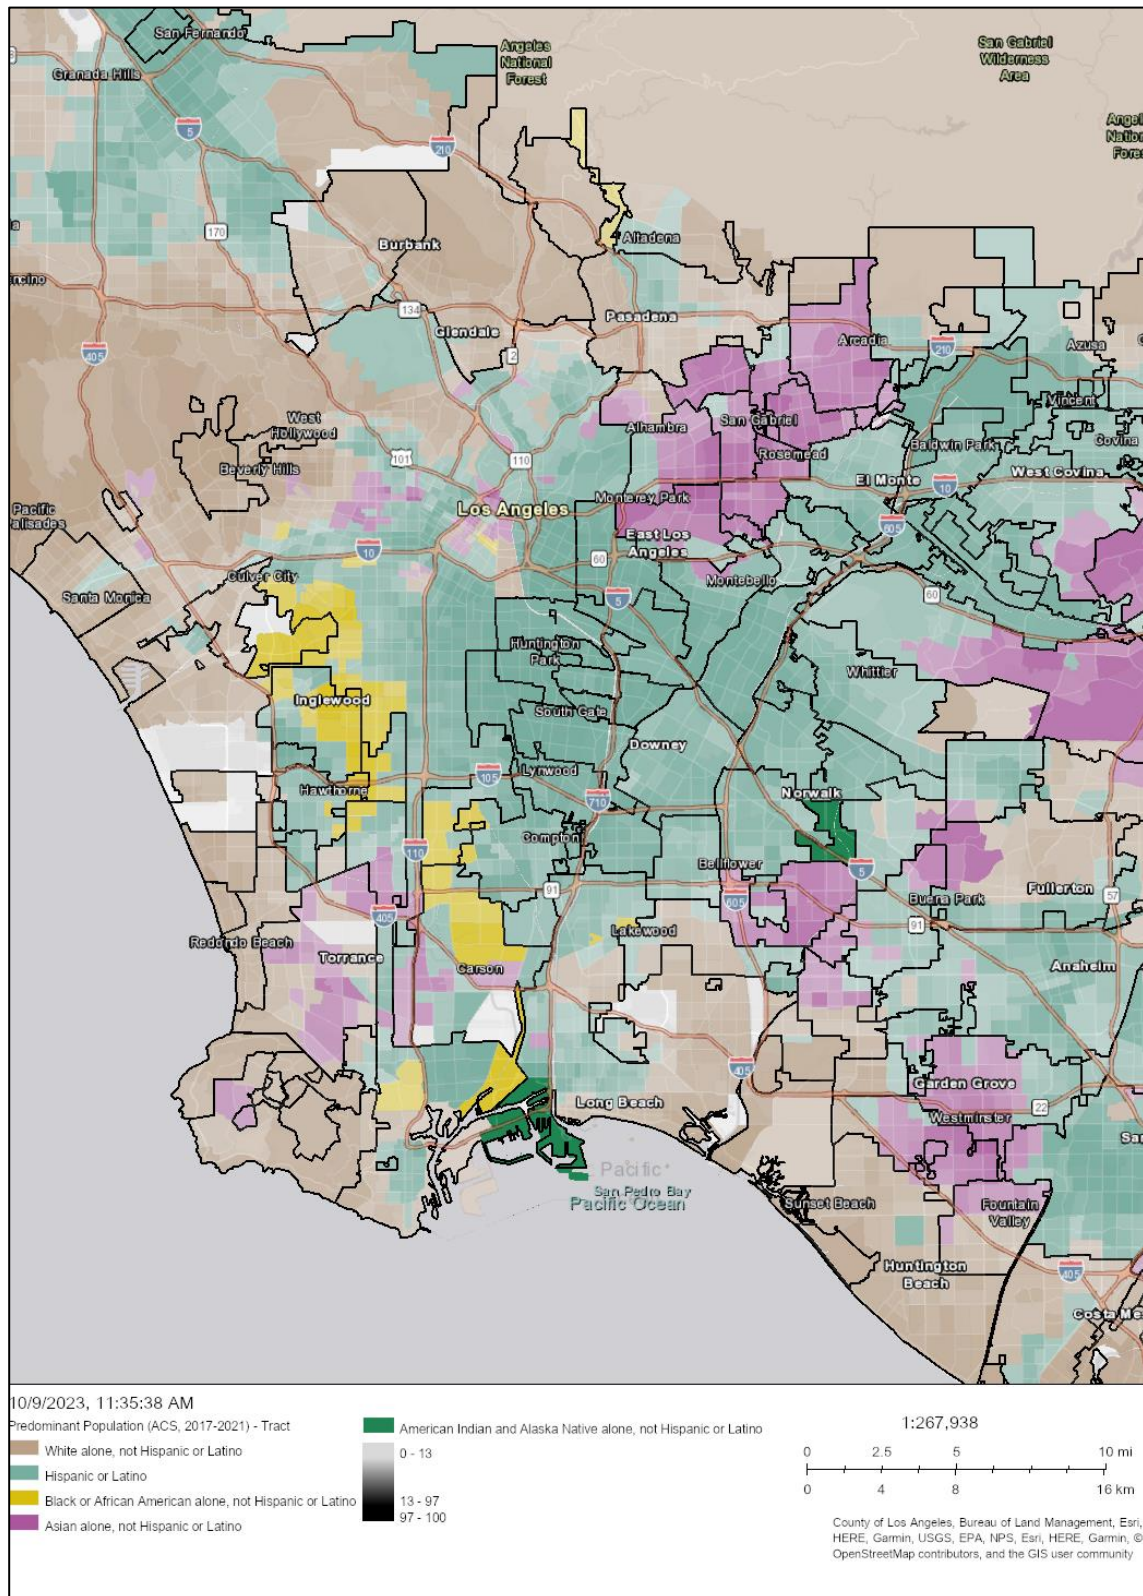 San Fernando
Angeles
National
Forest
San Gabriel
Wilderness
Area
Granada Hills
5
210
Nation
Fores
170
Burbank
Altadena
134
Glendale
Pasadena
405
2
Arcadia
210
Azusa
West
Hollywood
Vincent
Alhambra
San Gabriel
Baldwin Park
Covina
101
110
Beverly Hills
Rosemead
El Monte
10
West Covina
Pacific
alisades
Los Angeles
Monterey Park
605
East Los
Angeles
10
60
Montebello
Culver City
5
60
Santa Monica
Huntington
Park
Whittier
Inglewood
South Gate
Downey
105
Lynwood
Hawthorne
710
Norwalk
110
Compton
Bellflower
5
91
605
Buena Park
Fullerton
57
405
Redondo Beach
Lakewood
91
Torrance
Carson
Anaheim
405
Garden Grove
Long Beach
Westminster
22
Sa
Pacific
San Pedro Bay
Pacific Ocean
Sunset Beach
Fountain
Valley
Huntington
Beach
405
Costa Me
10/9/2023, 11:35:38 AM
Predominant Population (ACS, 2017-2021) - Tract
White alone, not Hispanic or Latino
Hispanic or Latino
Black or African American alone, not Hispanic or Latino
Asian alone, not Hispanic or Latino
American Indian and Alaska Native alone, not Hispanic or Latino
0 - 13
13 - 97
97 - 100
1:267,938
0 2.5 5 10 mi
0 4 8 16 km
County of Los Angeles, Bureau of Land Management, Esri,
HERE, Garmin, USGS, EPA, NPS, Esri, HERE, Garmin, ©
OpenStreetMap contributors, and the GIS user community